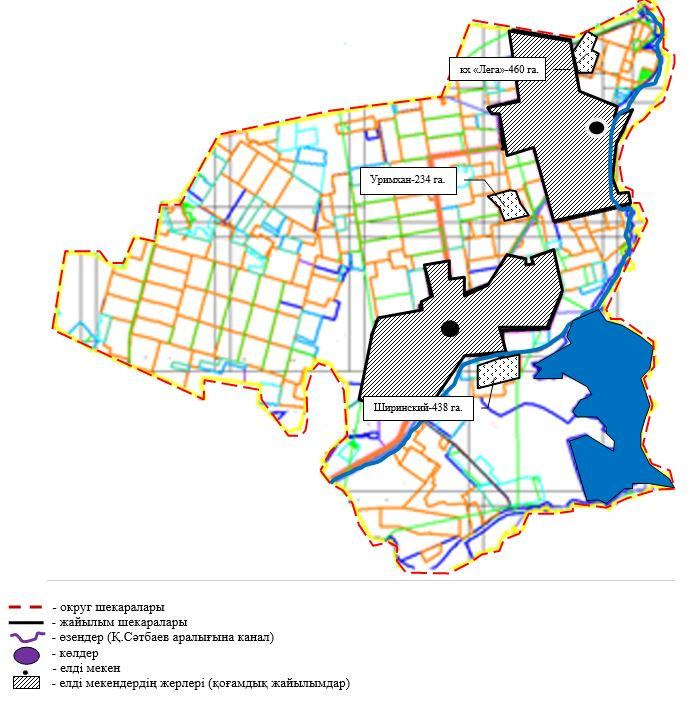 кх «Лега»-460 га.
Уримхан-234 га.
Ширинский-438 га.
- округ шекаралары
- жайылым шекаралары
- өзендер (Қ.Сәтбаев аралығына канал)
- көлдер
- елді мекен
- елді мекендердің жерлері (қоғамдық жайылымдар)